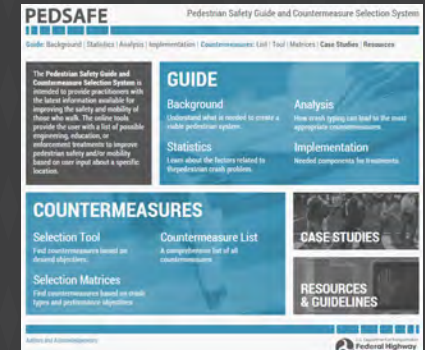 PEDSAFE
Pedestrian Safety Guide and Countermeasure Selection System
Guide: Background | Statistics | Analysis | Implementation | Countermeasures: List | Tool | Matrices | Case Studies | Resources
The Pedestrian Safety Guide and
Countermeasure Selection System is
intended to provide practitioners with
the latest information available for
improving the safety and mobility of
those who walk. The online tools
provide the user with a list of possible
engineering, education, or
enforcement treatments to improve
pedestrian safety and/or mobility
based on user input about a specific
location.
GUIDE
Background
Understand what is needed to create a
viable pedestrian system.
Statistics
Learn about the factors related to
thepedestrian crash problem.
Analysis
How crash typing can lead to the most
appropriate countermeasures.
Implementation
Needed components for treatments.
COUNTERMEASURES
Selection Tool
Find countermeasures based on
desired objectives.
Selection Matrices
Find countermeasures based on crash
types and performance objectives.
Countermeasure List
A comprehensive list of all
countermeasures.
CASE STUDIES
RESOURCES
& GUIDELINES
Authors and Acknowledgements
U.S. Department of Transportation
Federal Highway